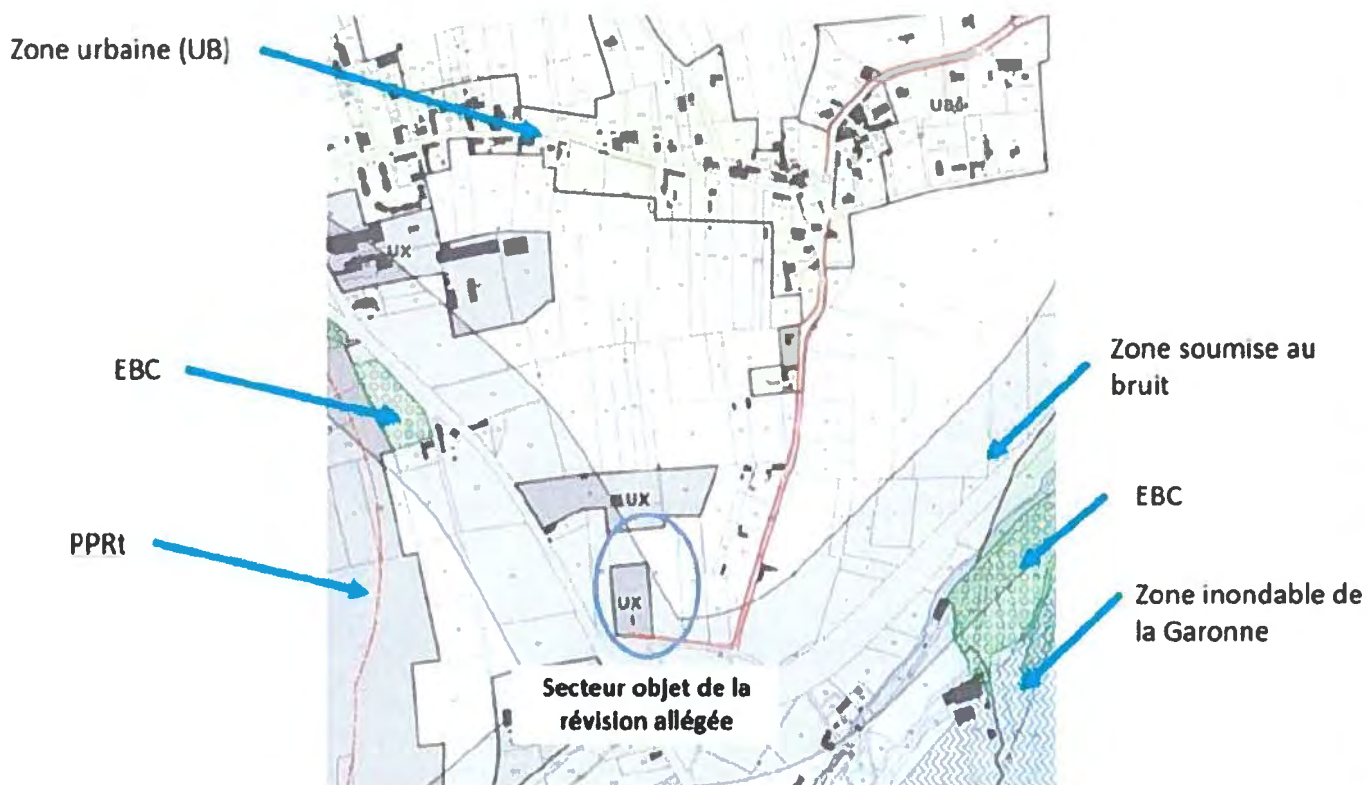 Zone urbaine (UB)
UBa
UX
EBC
Zone soumise au
bruit
EBC
UX
PPRt
Zone inondable de
la Garonne
UX
Secteur objet de la
révision allégée